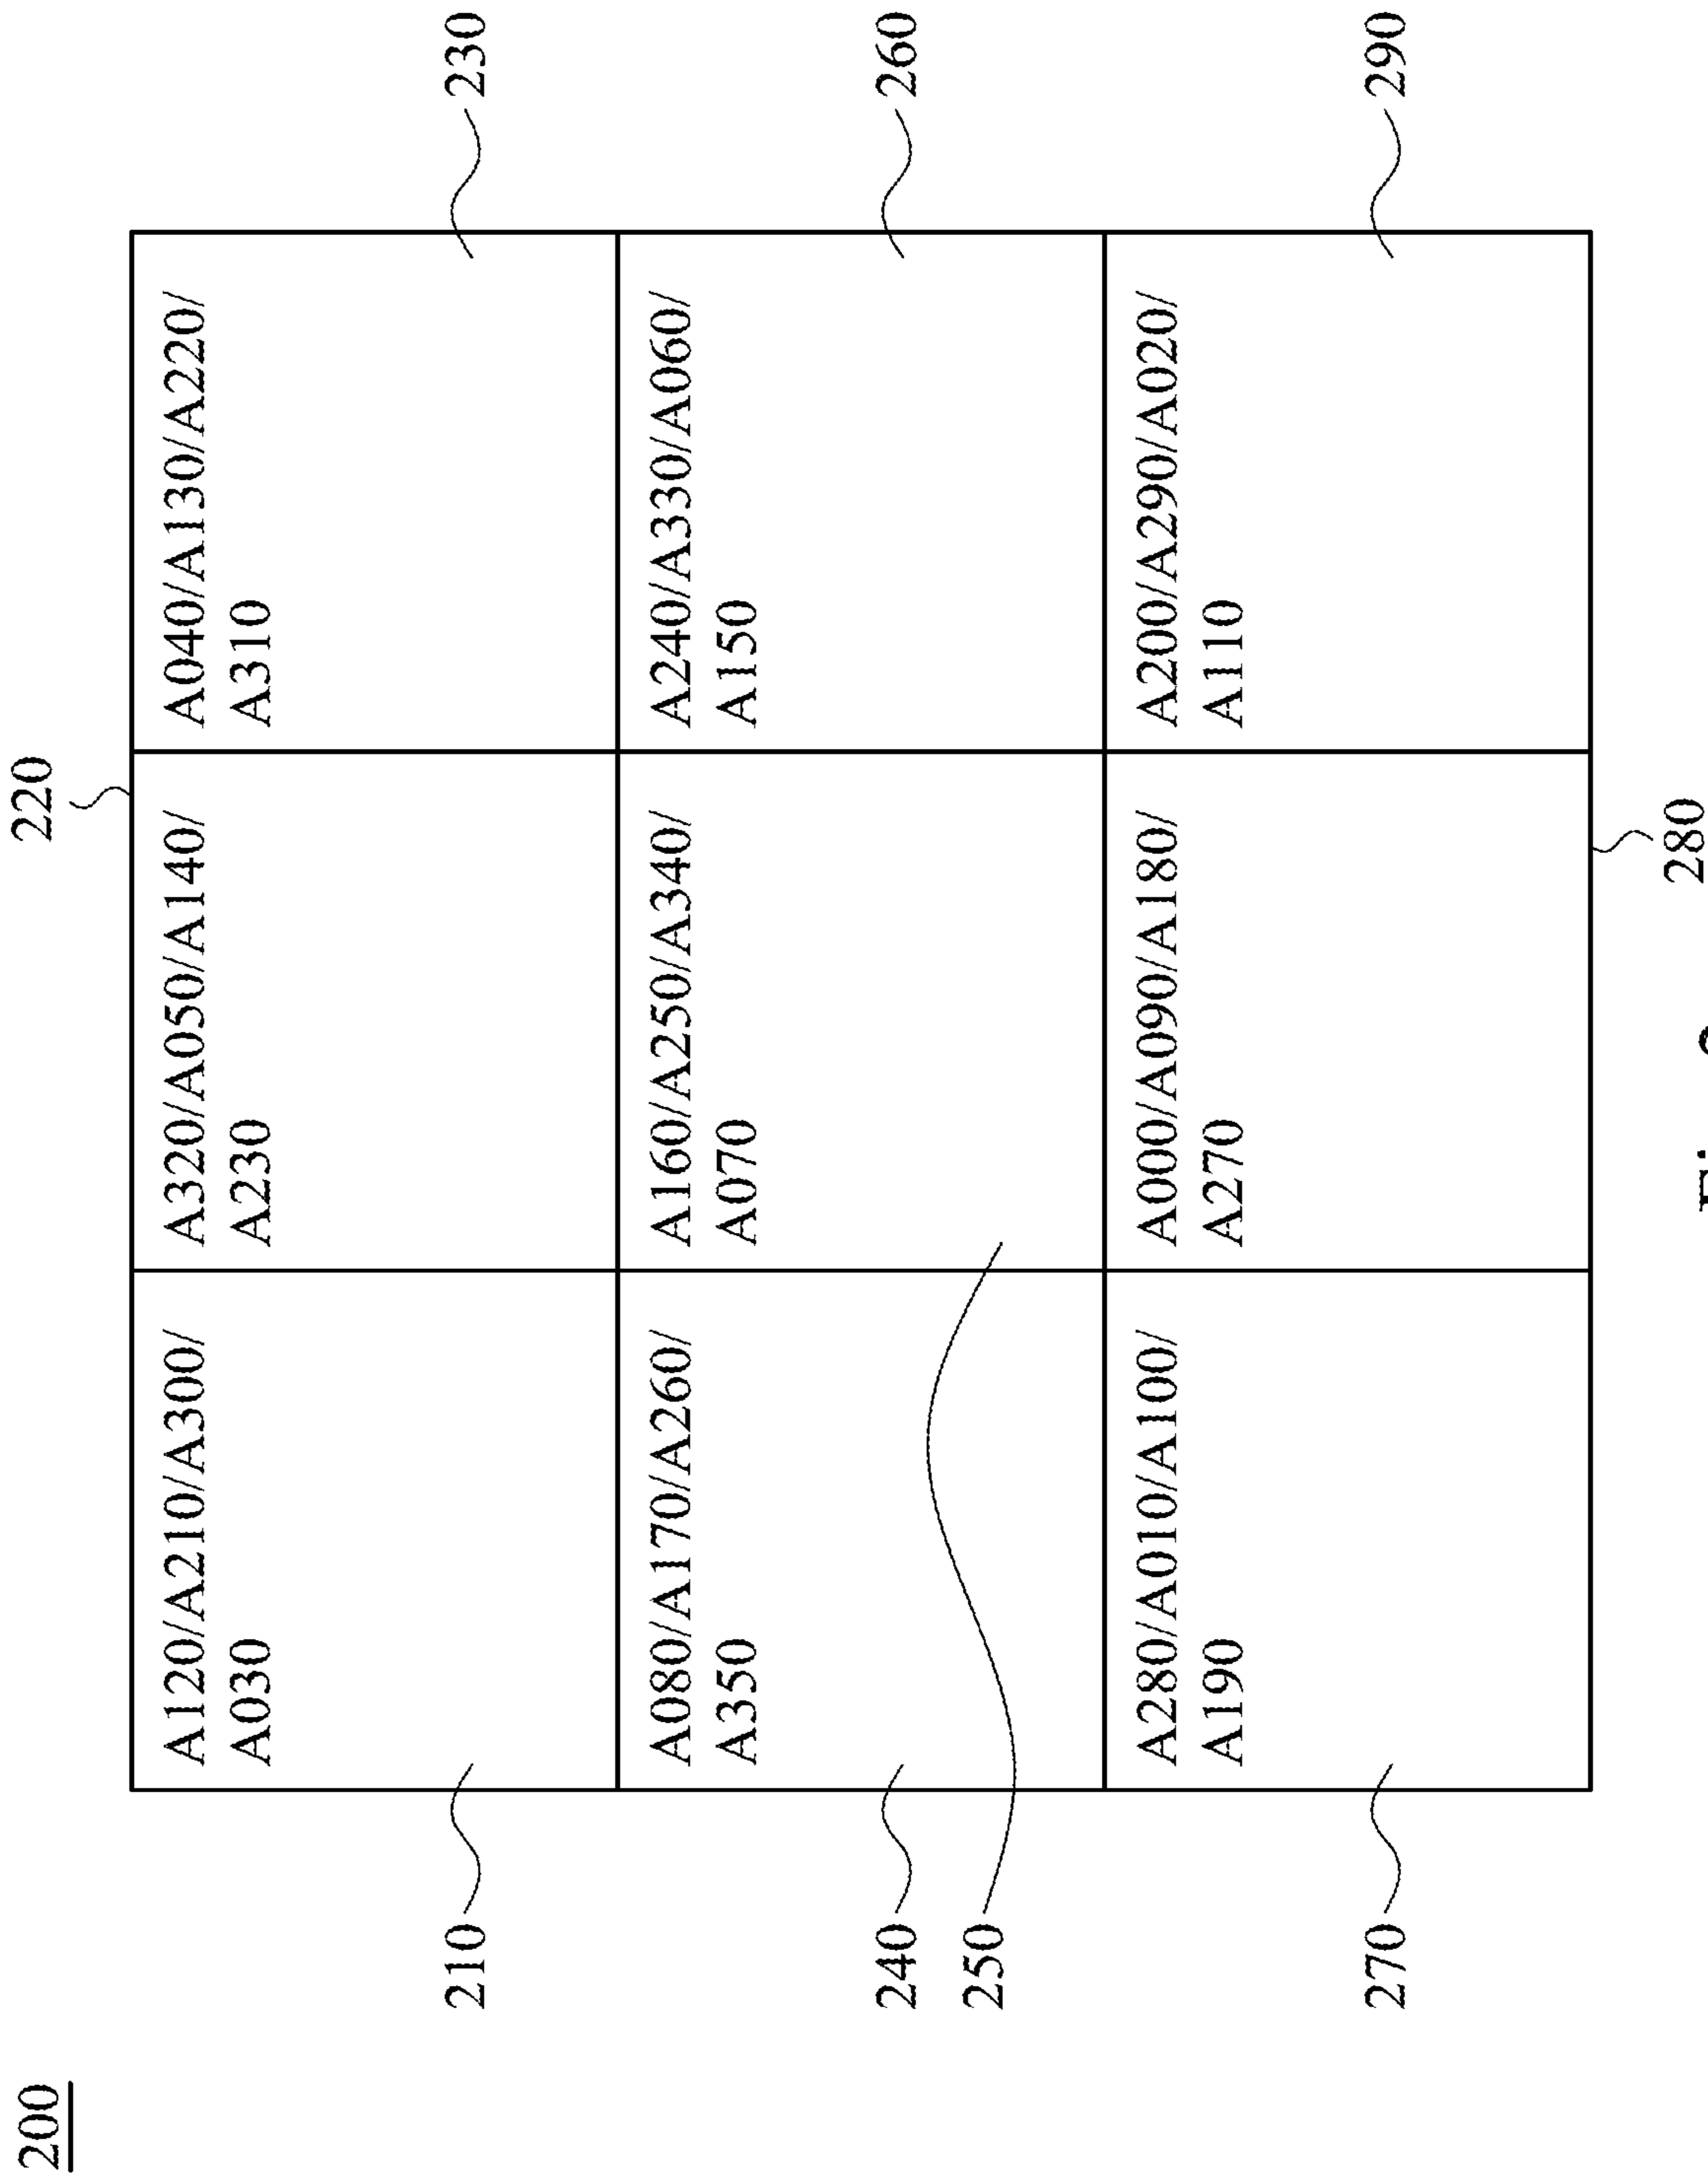 200
220
A120/A210/A300/
A030
A320/A050/A140/
A230
A040/A130/A220/
A310
210
230
A080/A170/A260/
A350
A160/A250/A340/
A070
A240/A330/A060/
A150
240
260
250
A280/A010/A100/
A190
A000/A090/A180/
A270
A200/A290/A020/
A110
270
290
280